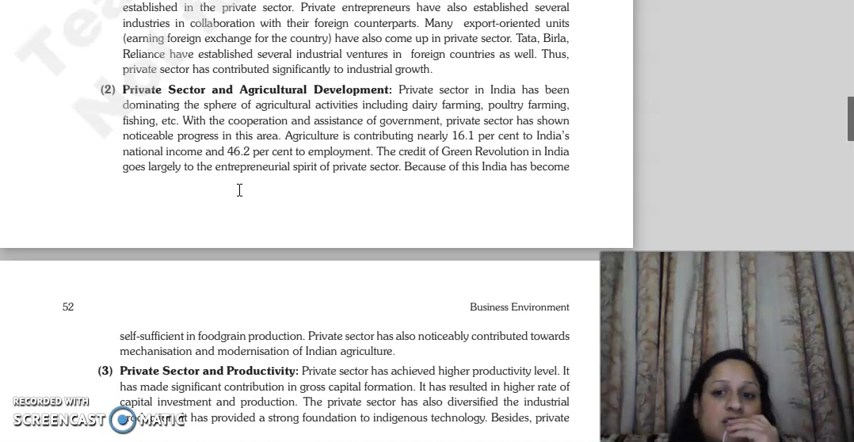 established in the private sector. Private entrepreneurs have also established several
industries in collaboration with their foreign counterparts. Many export-oriented units
(earning foreign exchange for the country) have also come up in private sector. Tata, Birla,
Reliance have established several industrial ventures in foreign countries as well. Thus,
private sector has contributed significantly to industrial growth.
(2) Private Sector and Agricultural Development: Private sector in India has been
dominating the sphere of agricultural activities including dairy farming, poultry farming,
fishing, etc. With the cooperation and assistance of government, private sector has shown
noticeable progress in this area. Agriculture is contributing nearly 16.1 per cent to India's
national income and 46.2 per cent to employment. The credit of Green Revolution in India
goes largely to the entrepreneurial spirit of private sector. Because of this India has become
52 Business Environment
self-sufficient in foodgrain production. Private sector has also noticeably contributed towards
mechanisation and modernisation of Indian agriculture.
(3) Private Sector and Productivity: Private sector has achieved higher productivity level. It
has made significant contribution in gross capital formation. It has resulted in higher rate of
capital investment and production. The private sector has also diversified the industrial
it has provided a strong foundation to indigenous technology. Besides, private
RECORDED WITH
SCREENCAST MATIC